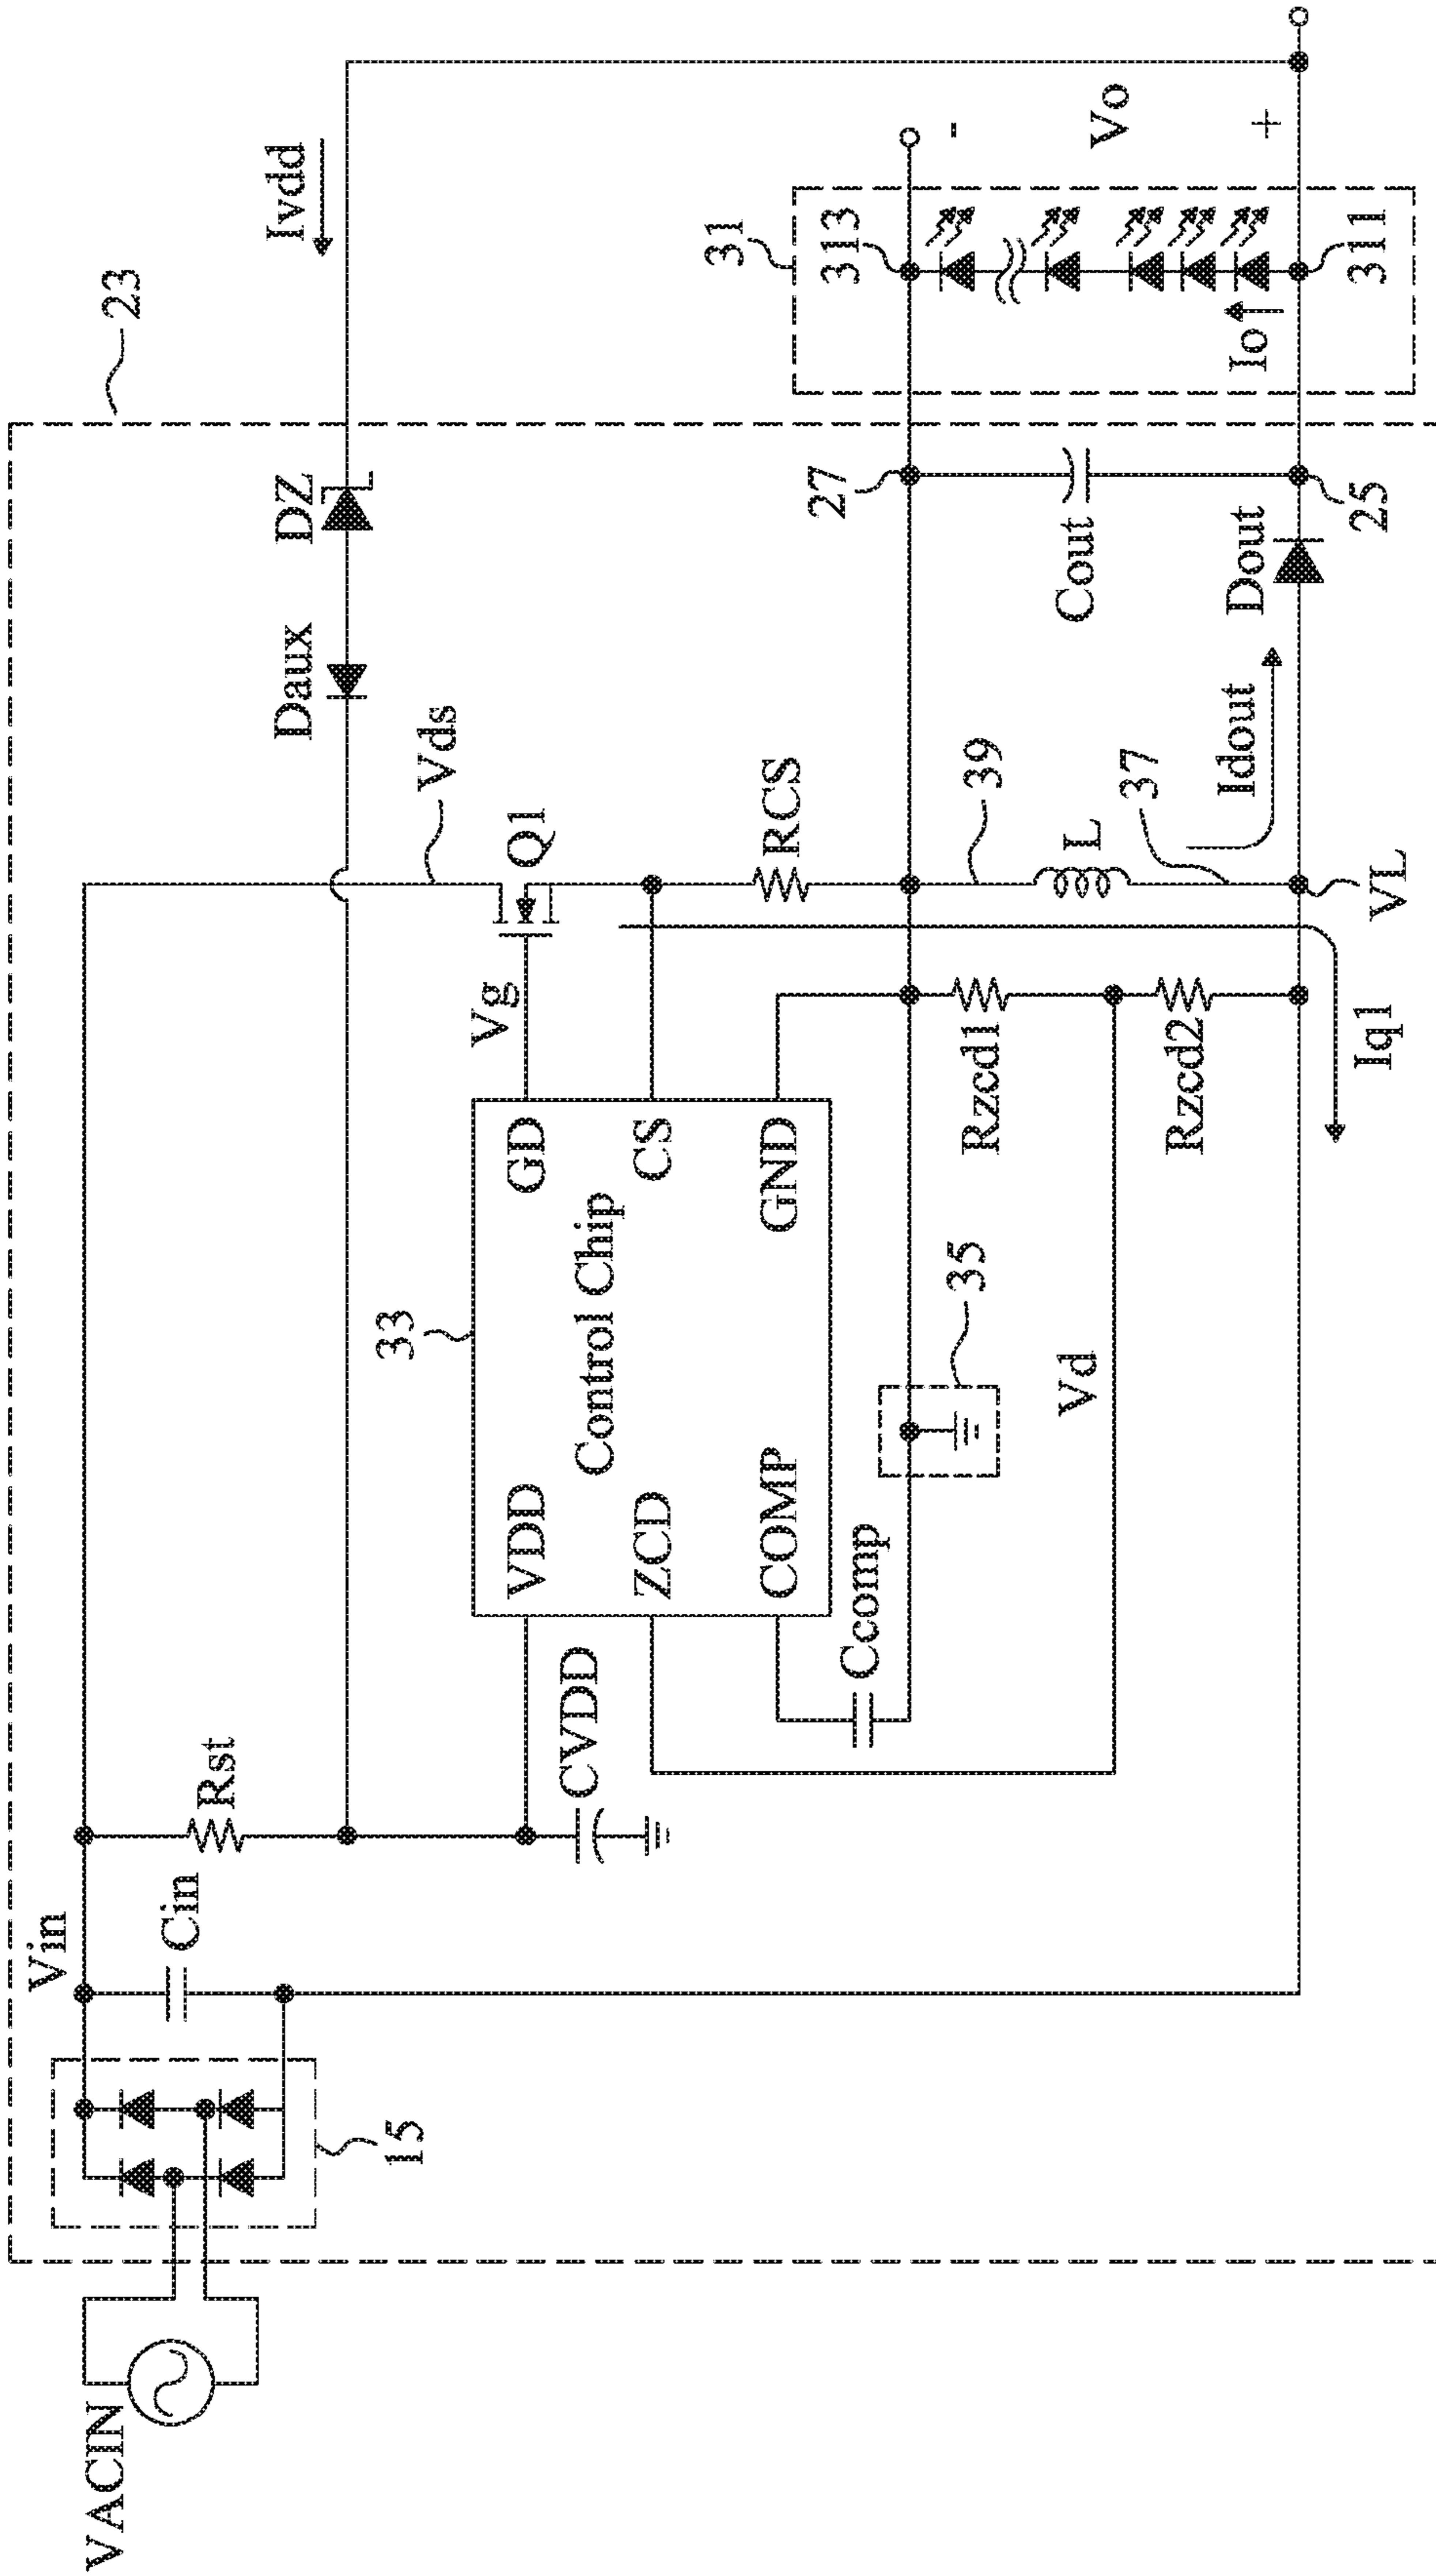 23
Ivdd
DZ
Daux
Vds
Q1
Vg
RCS
33
Control Chip
VDD
ZCD
COMP
GD
CS
GND
CVDD
Rst
Cin
Vin
15
VACIN
Ccomp
35
Vd
Rzcd1
Rzcd2
Iq1
39
L
37
VL
Idout
Dout
25
27
Cout
31
313
311
Io
-
Vo
+